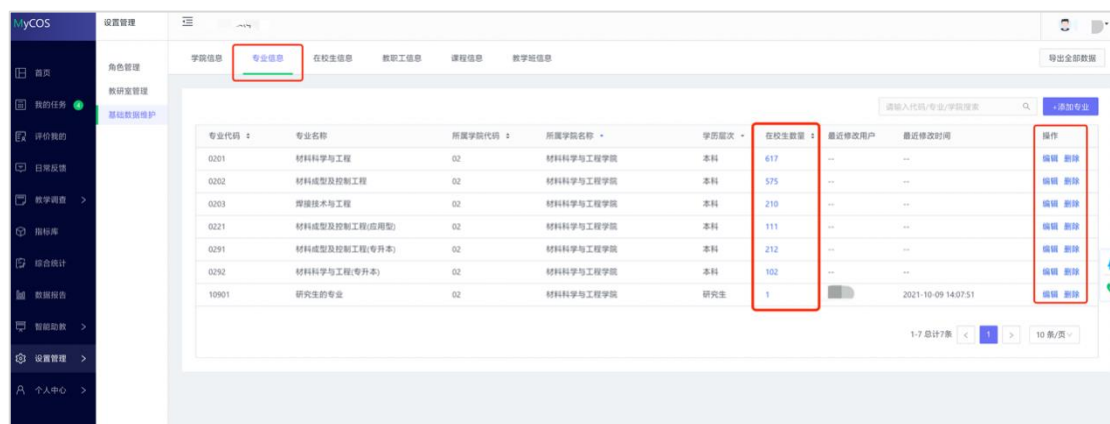 MyCOS
设置管理
首页
我的任务 4
评价我的
日常反馈
教学调查 >
指标库
综合统计
数据报告
智能助教 >
设置管理 >
个人中心 >
角色管理
教研室管理
基础数据维护
学院信息 专业信息 在校生信息 教职工信息 课程信息 教学班信息 导出全部数据
请输入代码/专业/学院搜索 +添加专业
专业代码 专业名称 所属学院代码 所属学院名称 学历层次 在校生数量 最近修改用户 最近修改时间 操作
0201 材料科学与工程 02 材料科学与工程学院 本科 617 -- -- 编辑 删除
0202 材料成型及控制工程 02 材料科学与工程学院 本科 575 -- -- 编辑 删除
0203 焊接技术与工程 02 材料科学与工程学院 本科 210 -- -- 编辑 删除
0221 材料成型及控制工程(应用型) 02 材料科学与工程学院 本科 111 -- -- 编辑 删除
0291 材料成型及控制工程(专升本) 02 材料科学与工程学院 本科 212 -- -- 编辑 删除
0292 材料科学与工程(专升本) 02 材料科学与工程学院 本科 102 -- -- 编辑 删除
10901 研究生的专业 02 材料科学与工程学院 研究生 1 2021-10-09 14:07:51 编辑 删除
1-7 总计7条 < 1 > 10 条/页